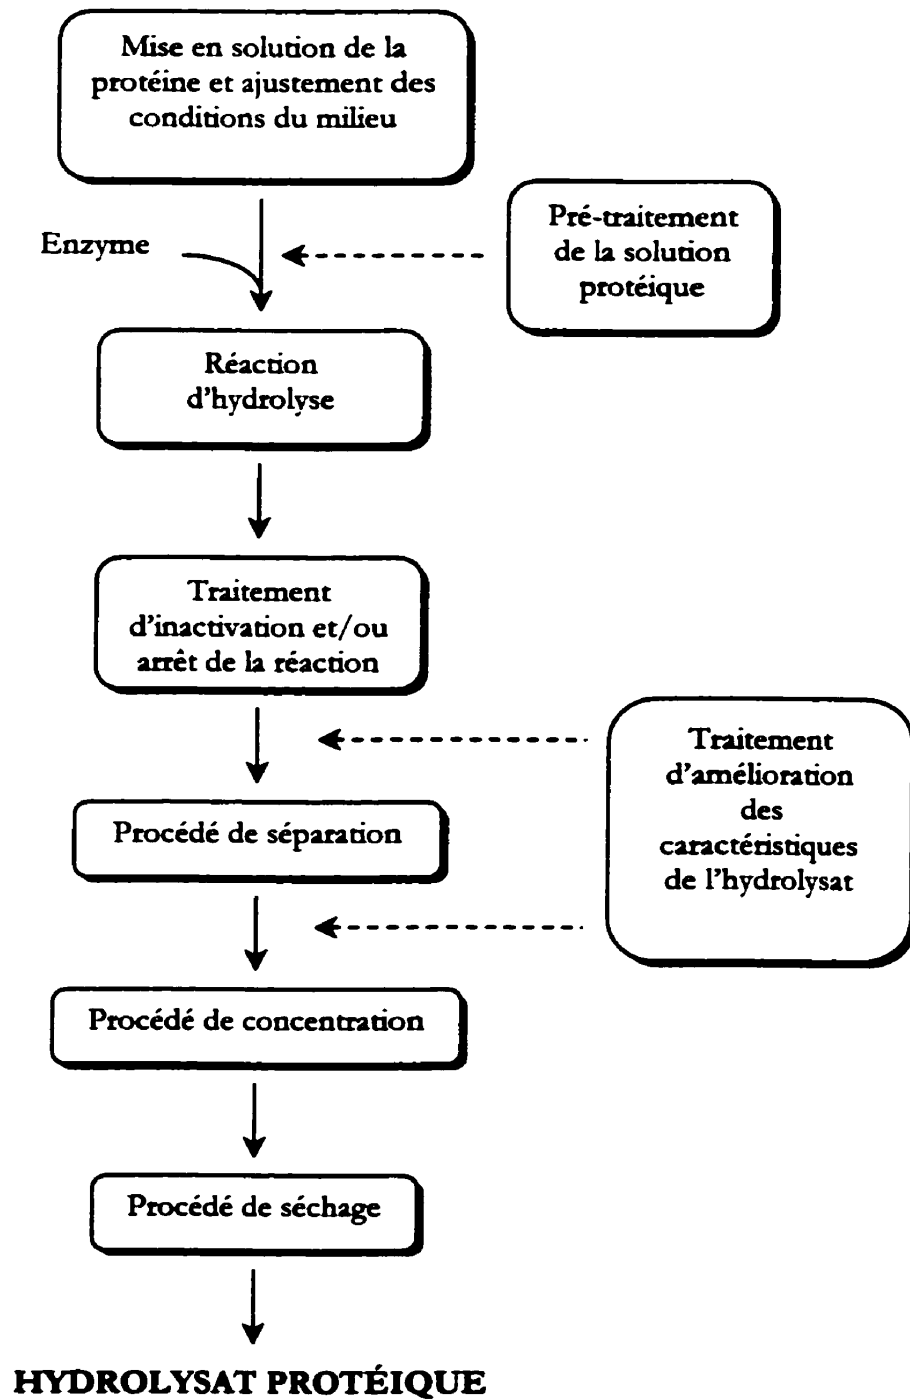 Mise en solution de la
protéine et ajustement des
conditions du milieu
Enzyme
Pré-traitement
de la solution
protéique
Réaction
d'hydrolyse
Traitement
d'inactivation et/ou
arrêt de la réaction
Traitement
d'amélioration
des
caractéristiques
de l'hydrolysat
Procédé de séparation
Procédé de concentration
Procédé de séchage
HYDROLYSAT PROTÉIQUE